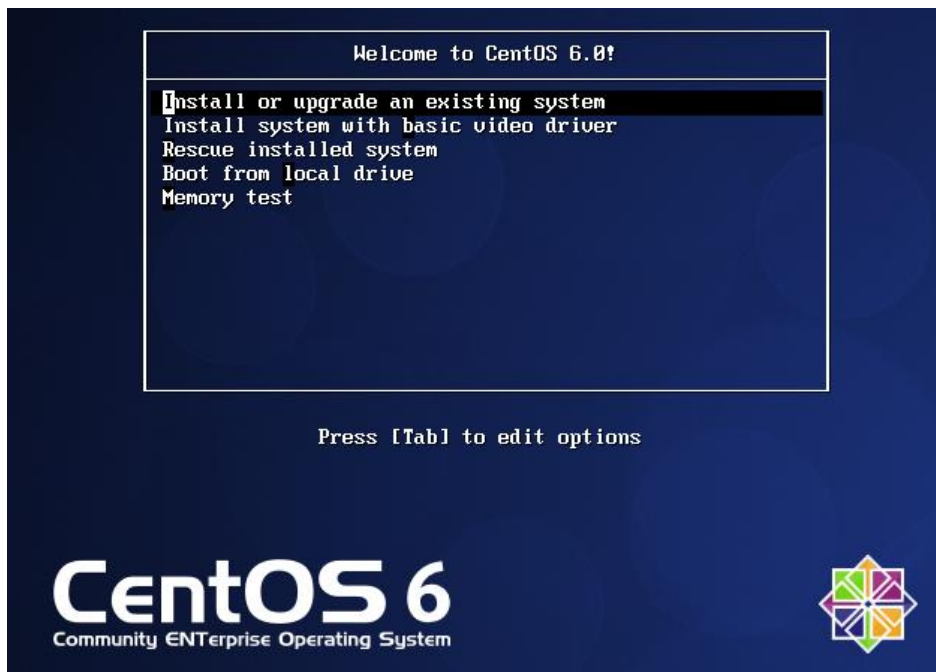 Welcome to CentOS 6.0!
Install or upgrade an existing system
Install system with basic video driver
Rescue installed system
Boot from local drive
Memory test
Press [Tab] to edit options
CentOS 6
Community ENTerprise Operating System